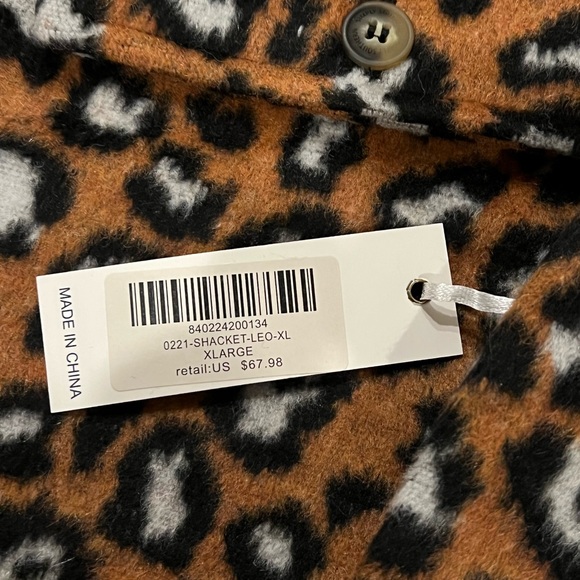 840224200134
0221-SHACKET-LEO-XL
XLARGE
retail:US $67.98
MADE IN CHINA